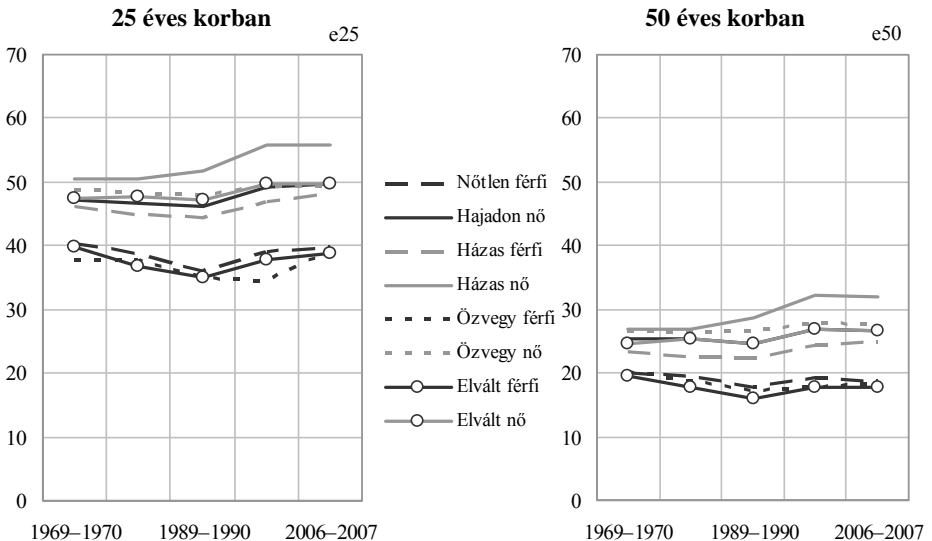 25 éves korban
e25
70
60
50
40
30
20
10
0
1969–1970 1989–1990 2006–2007
Nőtlen férfi
Hajadon nő
Házas férfi
Házas nő
Özvegy férfi
Özvegy nő
Elvált férfi
Elvált nő
50 éves korban
e50
70
60
50
40
30
20
10
0
1969–1970 1989–1990 2006–2007